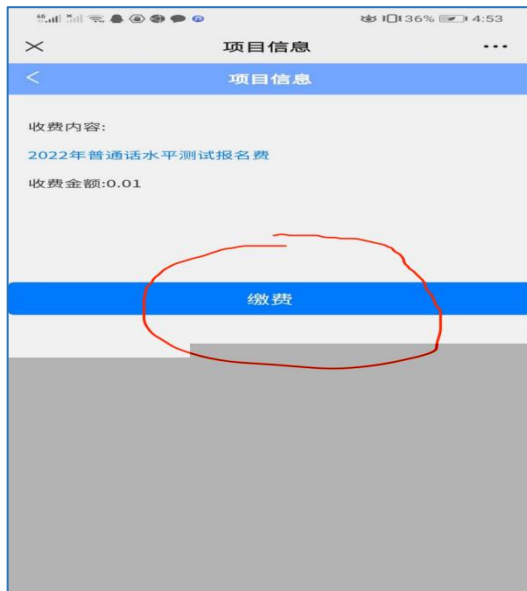 36% 4:53
项目信息
项目信息
收费内容:
2022年普通话水平测试报名费
收费金额:0.01
缴费